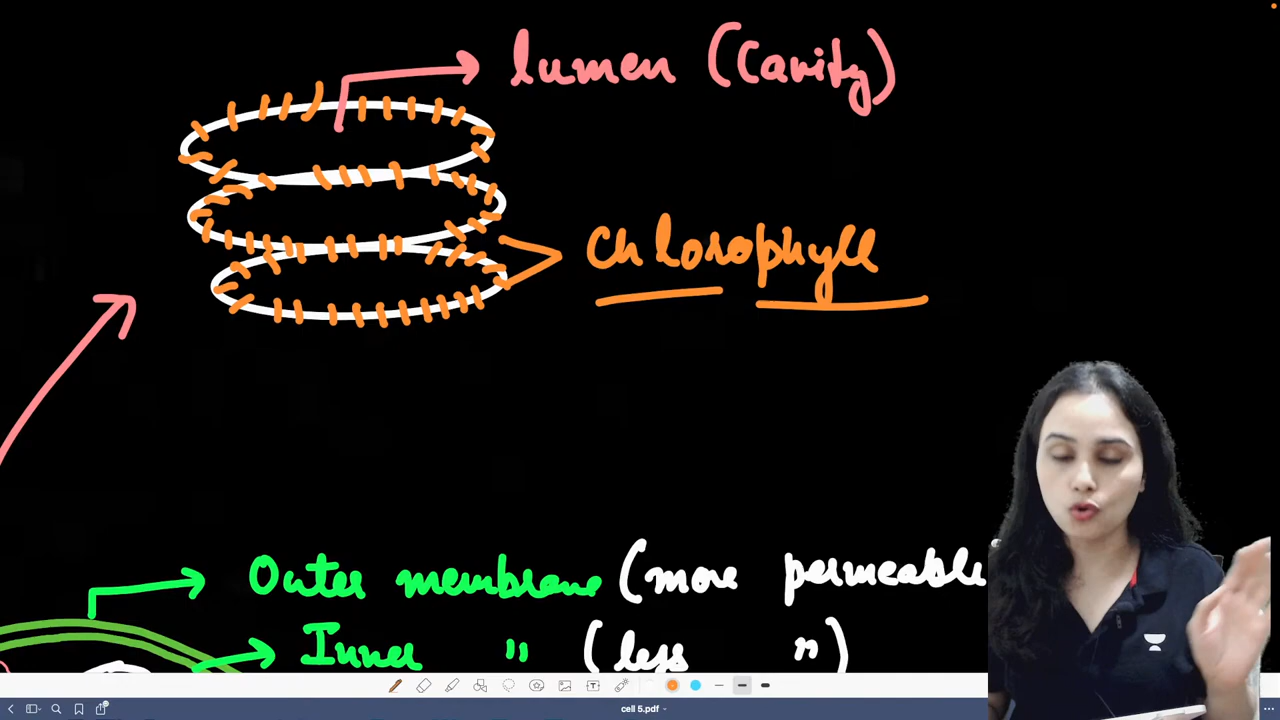 lumen (Cavity)
Chlorophyll
Outer membrane (more permeable
Inner " (less ")
cell 5.pdf